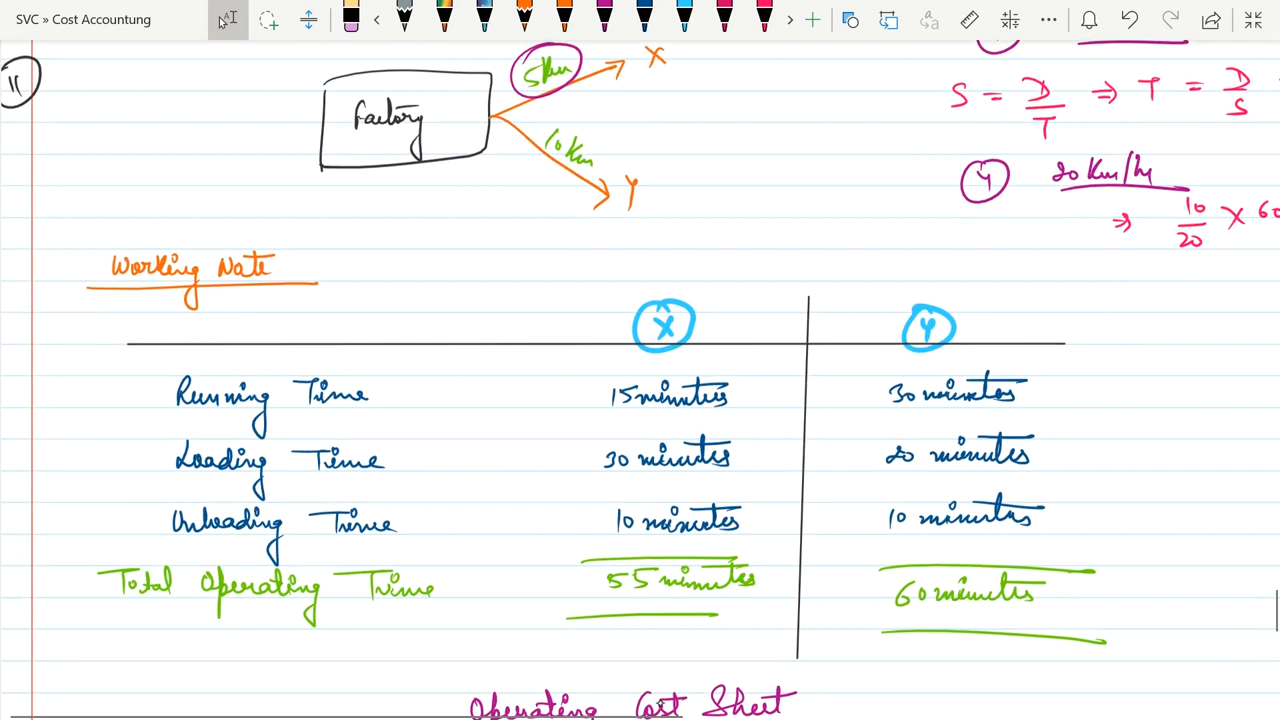 SVC » Cost Accountung
11
5km
X
Factory
10 Km
Y
S = D/T ⇒ T = D/S
Y 20 Km/hr
⇒ 10/20 X 60
Working Note
X Y
Running Time 15 minutes 30 minutes
Loading Time 30 minutes 20 minutes
Unloading Time 10 minutes 10 minutes
Total Operating Time 55 minutes 60 minutes
Operating Cost Sheet